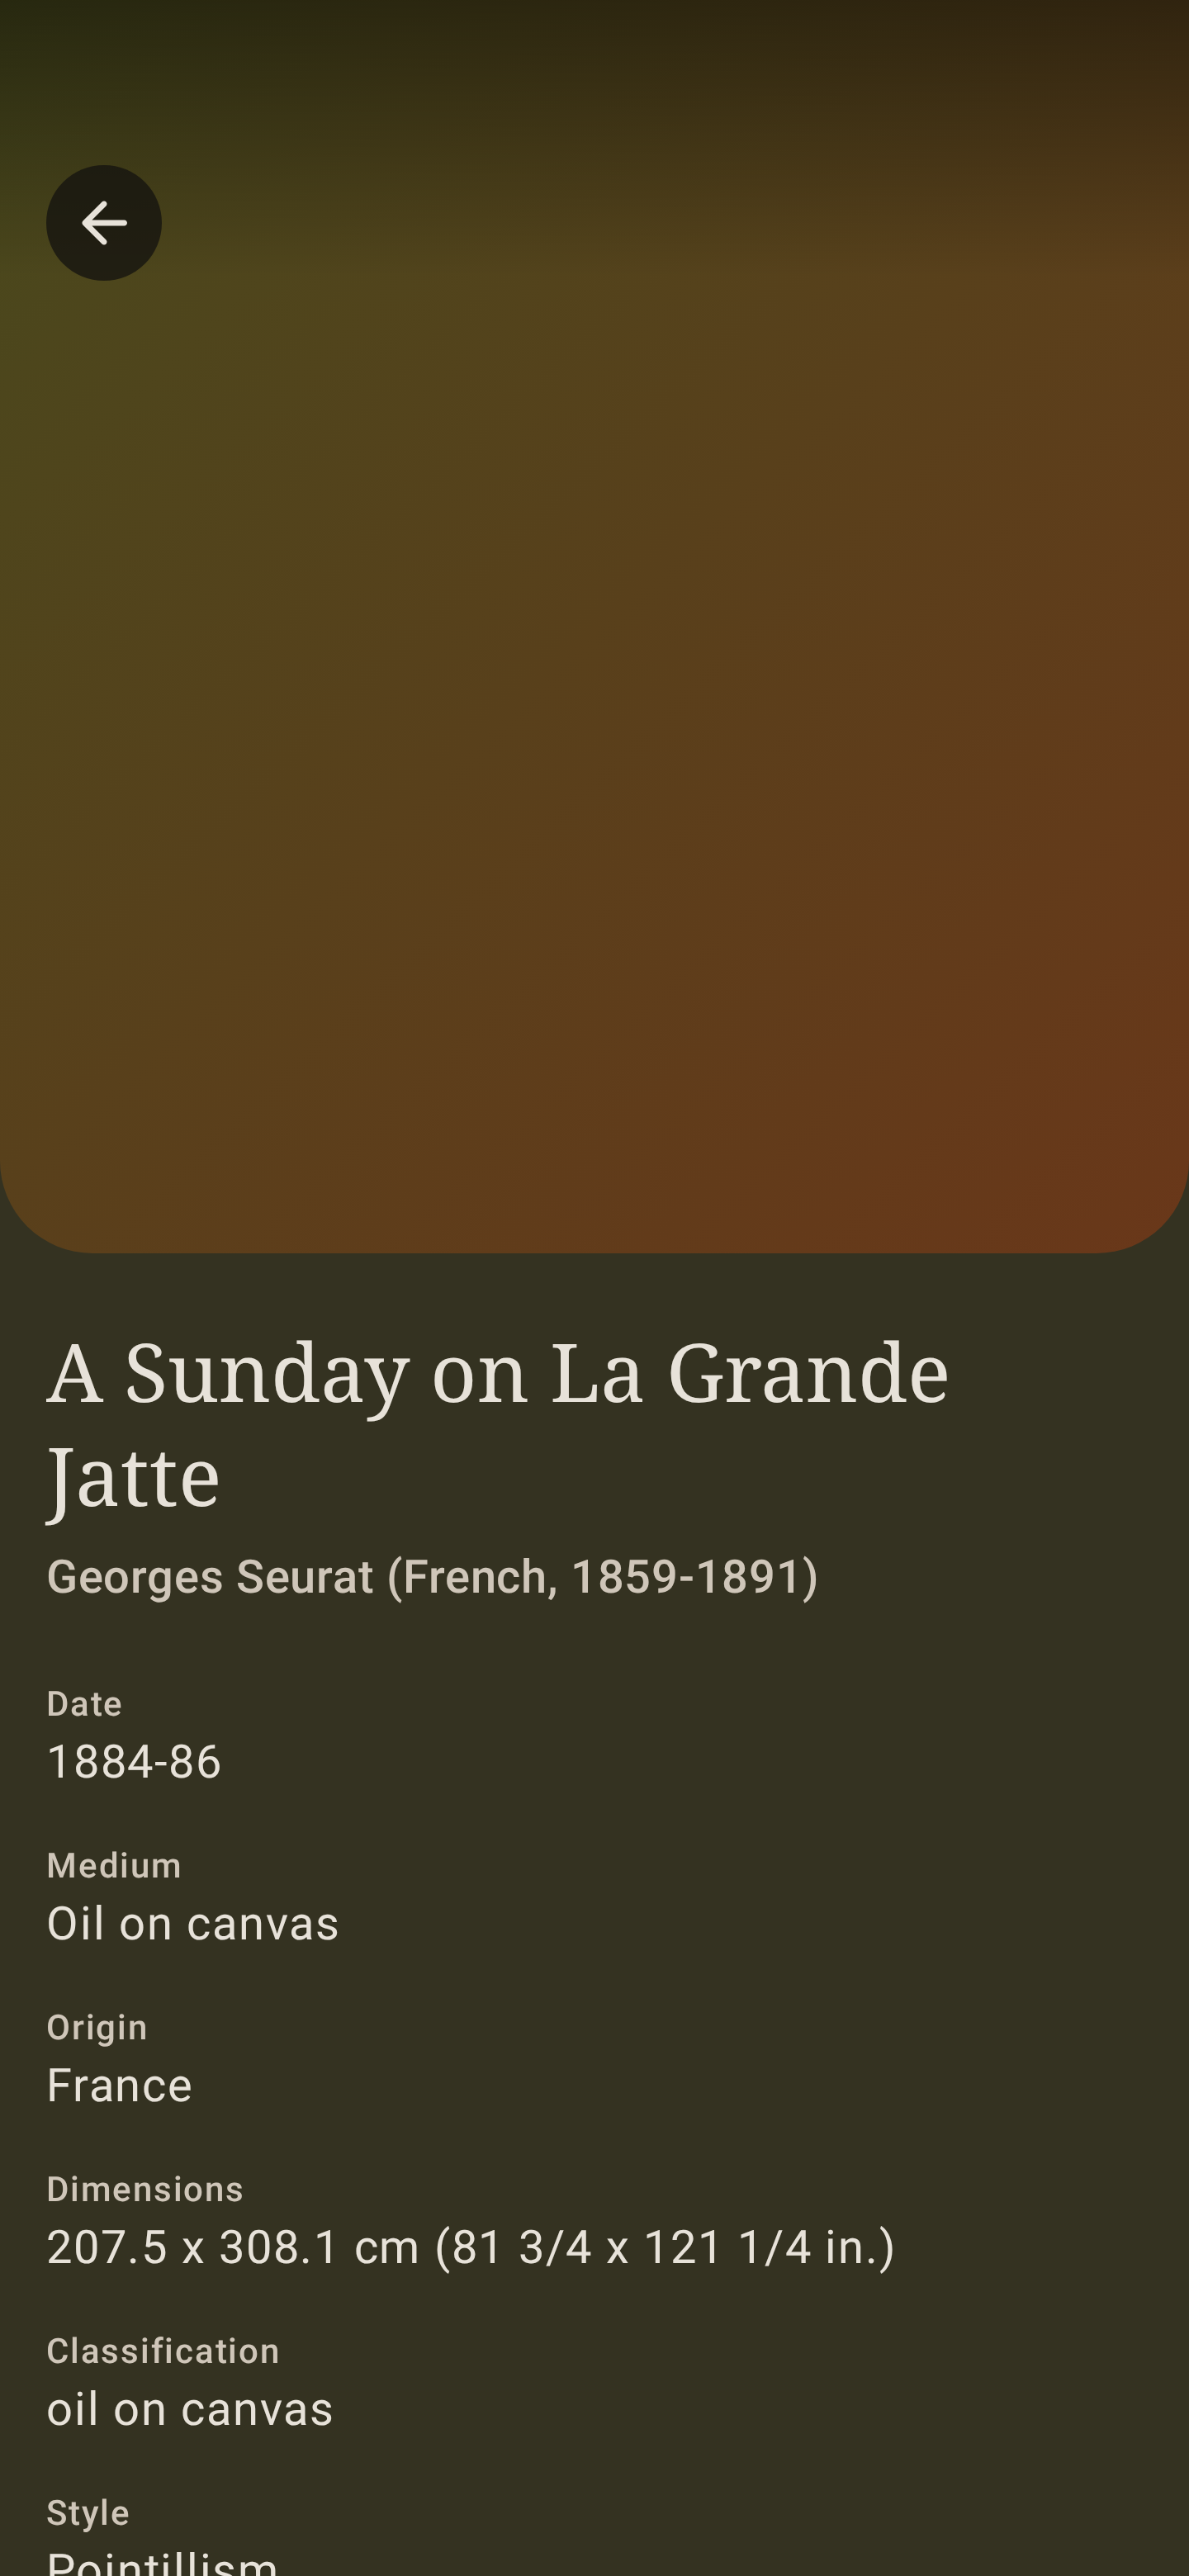 A Sunday on La Grande
Jatte
Georges Seurat (French, 1859-1891)
Date
1884-86
Medium
Oil on canvas
Origin
France
Dimensions
207.5 x 308.1 cm (81 3/4 x 121 1/4 in.)
Classification
oil on canvas
Style
Pointillism